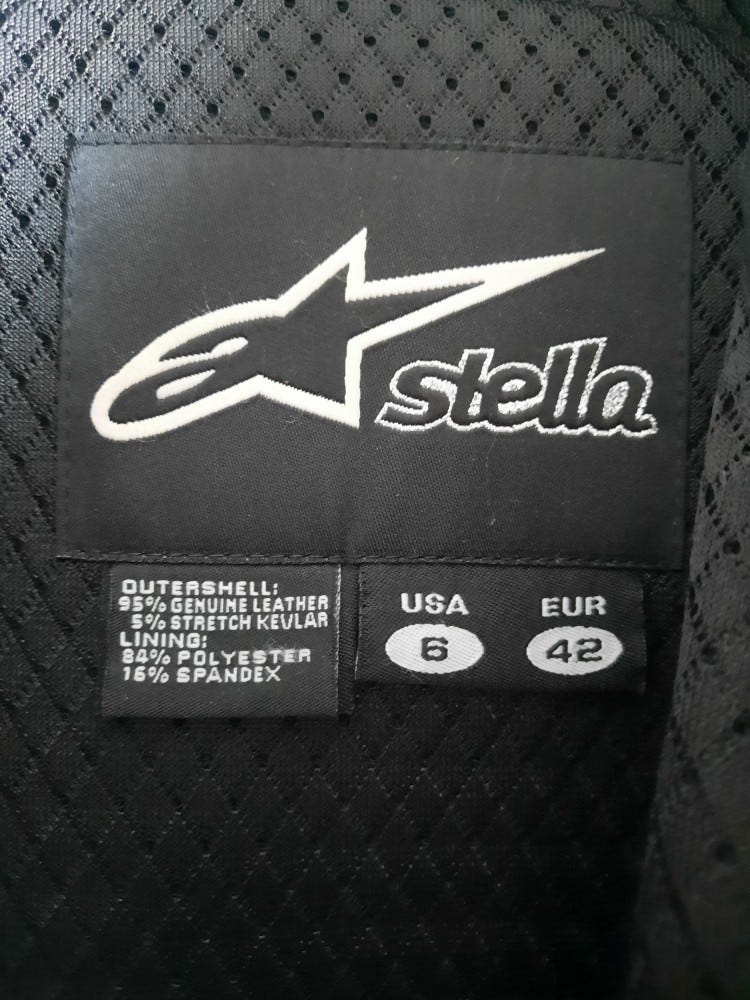 stella
OUTERSHELL:
95% GENUINE LEATHER
5% STRETCH KEVLAR
LINING:
84% POLYESTER
16% SPANDEX
USA EUR
6 42